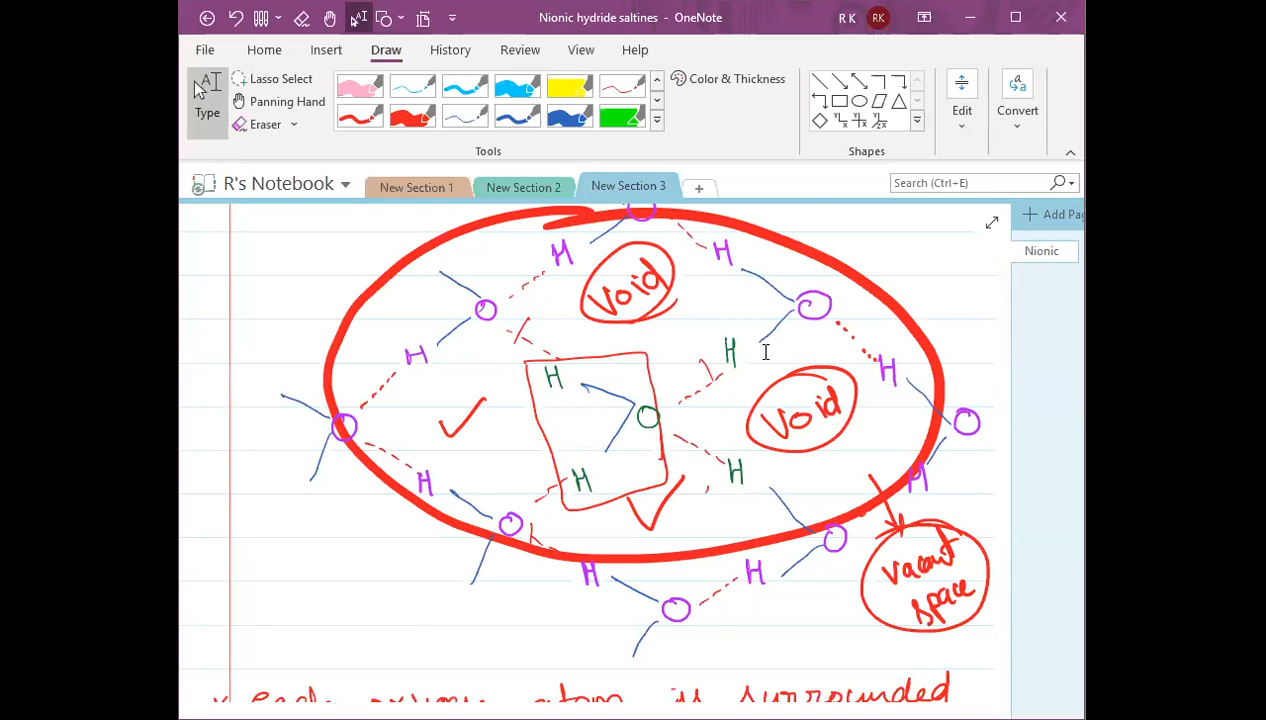 Nionic hydride saltines - OneNote
R K
RK
File
Home
Insert
Draw
History
Review
View
Help
Type
Lasso Select
Panning Hand
Eraser
Color & Thickness
Edit
Convert
Tools
Shapes
R's Notebook
New Section 1
New Section 2
New Section 3
Search (Ctrl+E)
Add Pag
Nionic
O
H
H
Void
O
O
H
H
H
H
Void
O
O
O
H
H
H
H
O
O
vacant
space
H
H
O
is surrounded